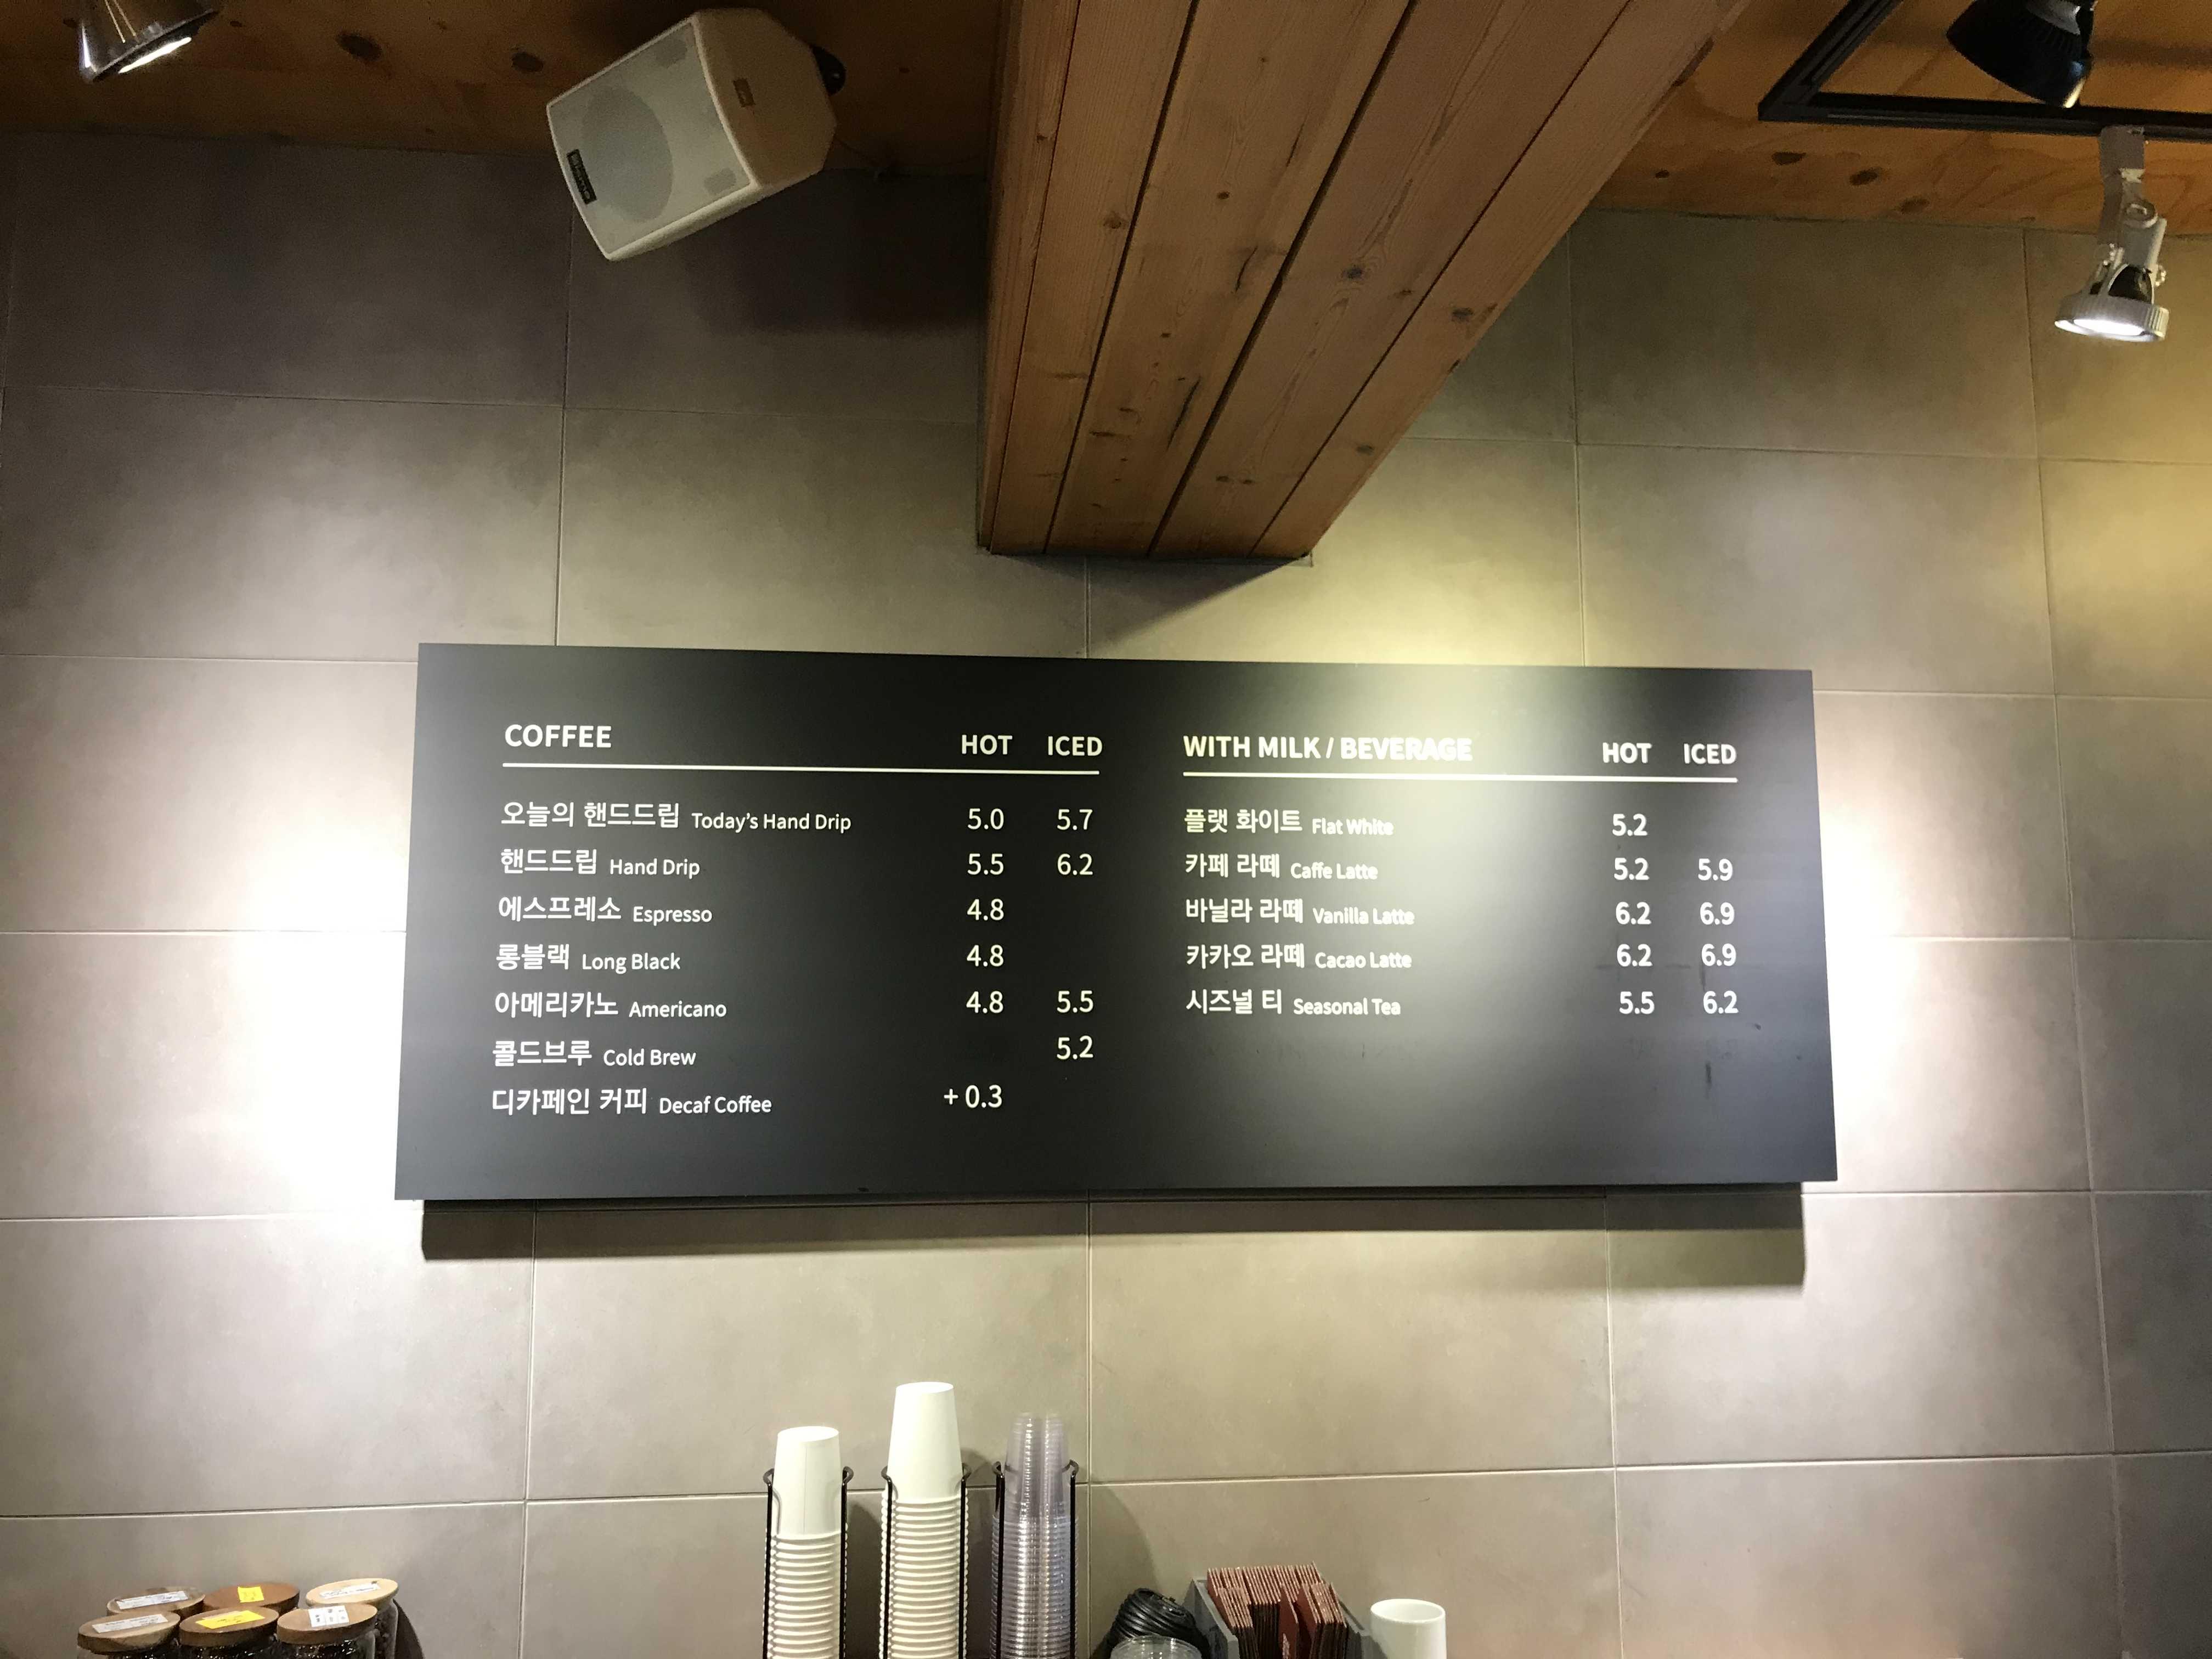 COFFEE HOT ICED
오늘의 핸드드립 Today's Hand Drip 5.0 5.7
핸드드립 Hand Drip 5.5 6.2
에스프레소 Espresso 4.8
롱블랙 Long Black 4.8
아메리카노 Americano 4.8 5.5
콜드브루 Cold Brew 5.2
디카페인 커피 Decaf Coffee + 0.3
WITH MILK / BEVERAGE HOT ICED
플랫 화이트 Flat White 5.2
카페 라떼 Caffe Latte 5.2 5.9
바닐라 라떼 Vanilla Latte 6.2 6.9
카카오 라떼 Cacao Latte 6.2 6.9
시즈널 티 Seasonal Tea 5.5 6.2